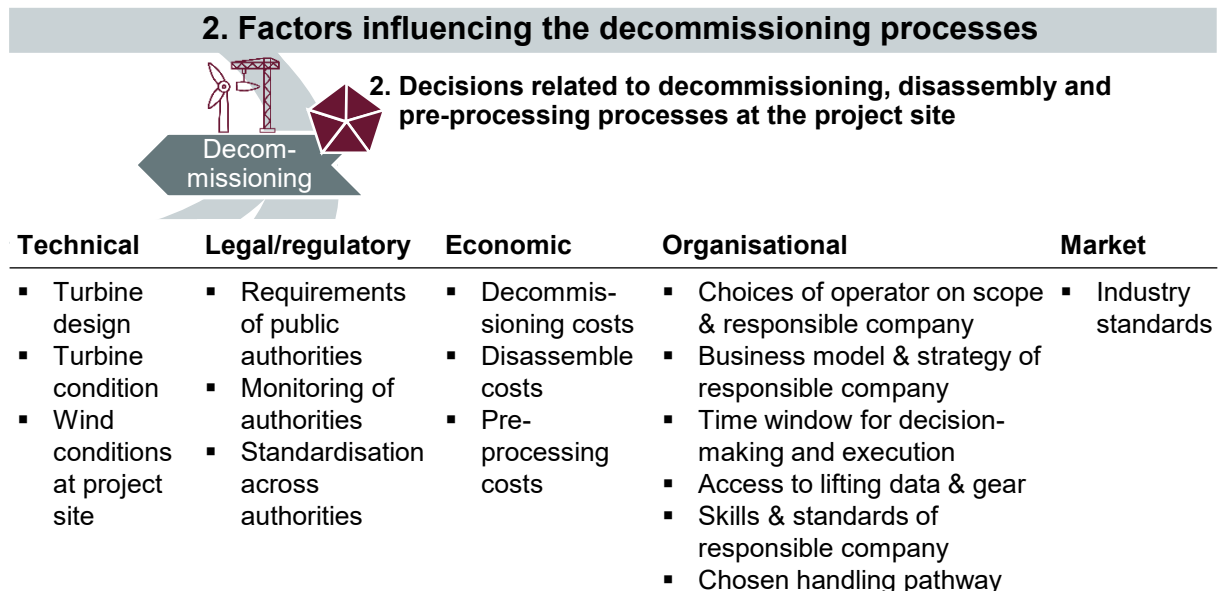 2. Factors influencing the decommissioning processes
2. Decisions related to decommissioning, disassembly and
pre-processing processes at the project site
Decom-
missioning
Technical
▪ Turbine
design
▪ Turbine
condition
▪ Wind
conditions
at project
site
Legal/regulatory
▪ Requirements
of public
authorities
▪ Monitoring of
authorities
▪ Standardisation
across
authorities
Economic
▪ Decommis-
sioning costs
▪ Disassemble
costs
▪ Pre-
processing
costs
Organisational
▪ Choices of operator on scope
& responsible company
▪ Business model & strategy of
responsible company
▪ Time window for decision-
making and execution
▪ Access to lifting data & gear
▪ Skills & standards of
responsible company
▪ Chosen handling pathway
Market
▪ Industry
standards